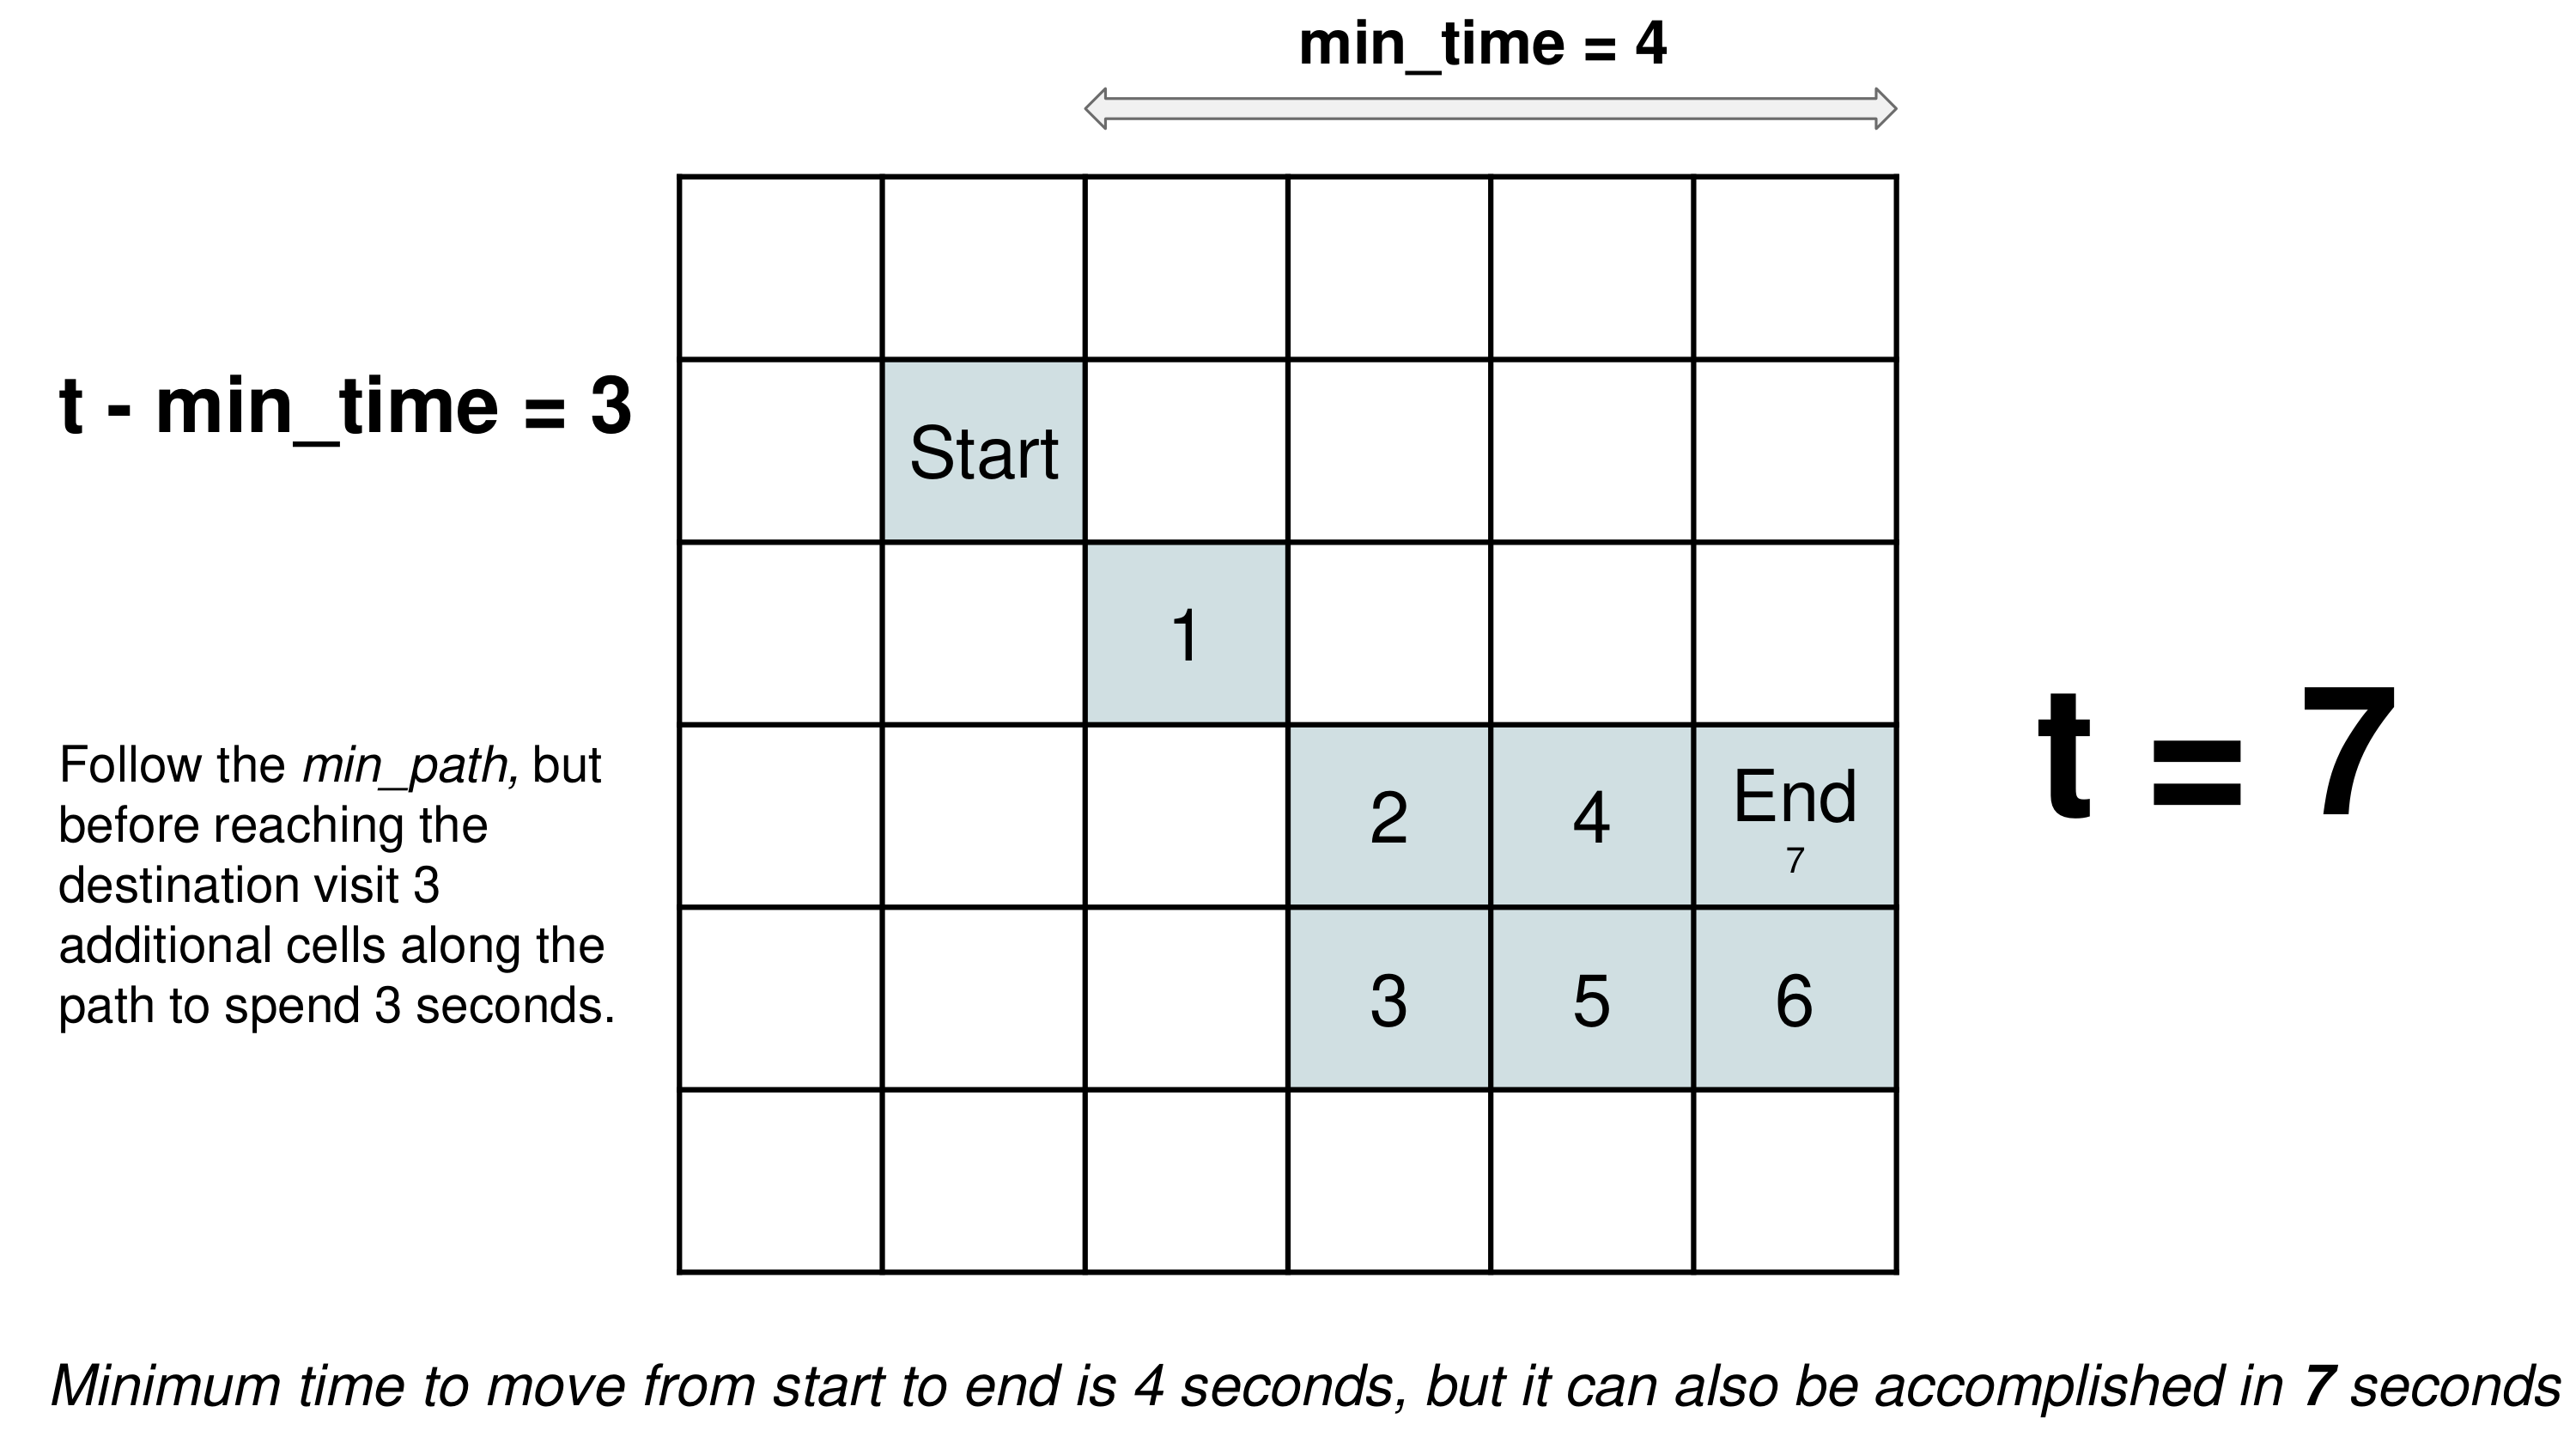 min_time = 4
t - min_time = 3
Start
1
Follow the min_path, but
before reaching the
destination visit 3
additional cells along the
path to spend 3 seconds.
2 4 End
7
3 5 6
t = 7
Minimum time to move from start to end is 4 seconds, but it can also be accomplished in 7 seconds